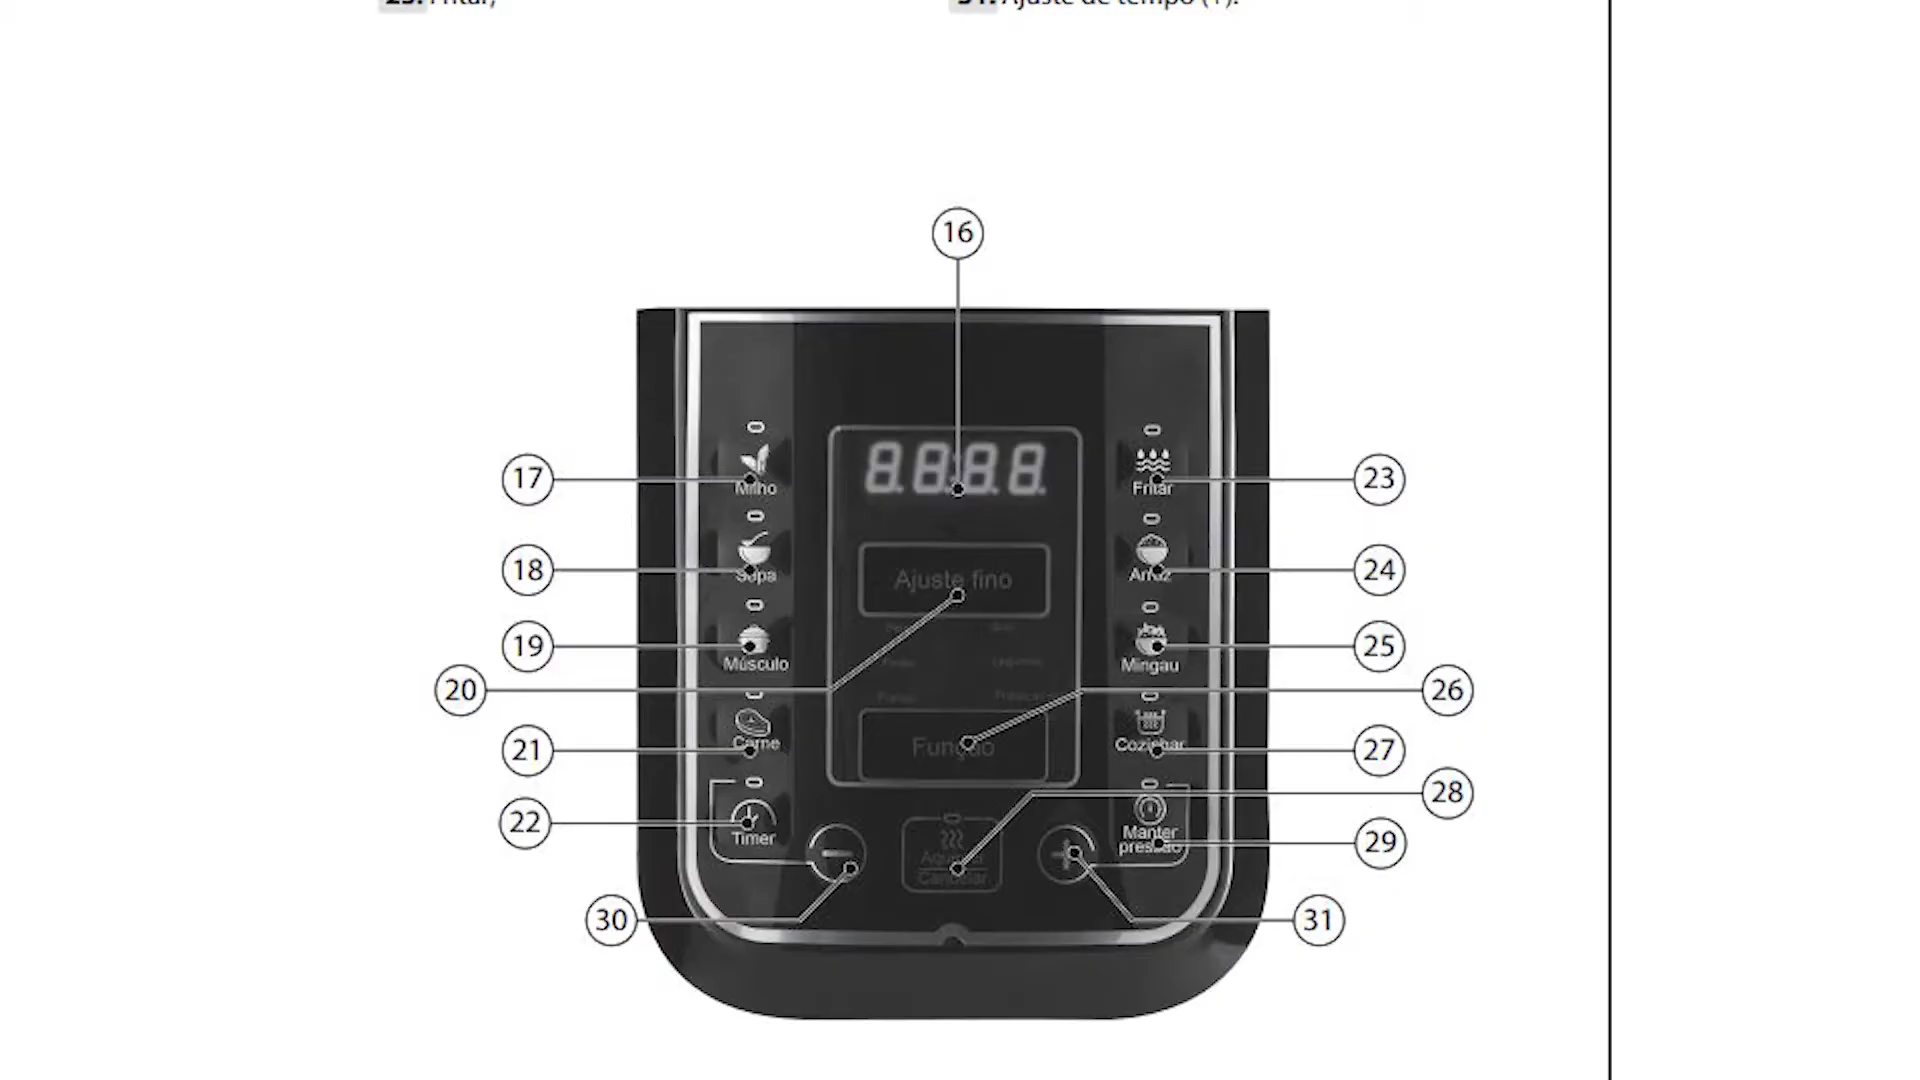 23. Fritar;
31. Ajuste de tempo (+).
16
8.8:8.8.
17
Milho
Fritar
23
18
Sopa
Arroz
24
Ajuste fino
19
Músculo
Mingau
25
20
26
21
Carne
Função
Cozinhar
27
28
22
Timer
Manter
pressão
29
Cancelar
30
31